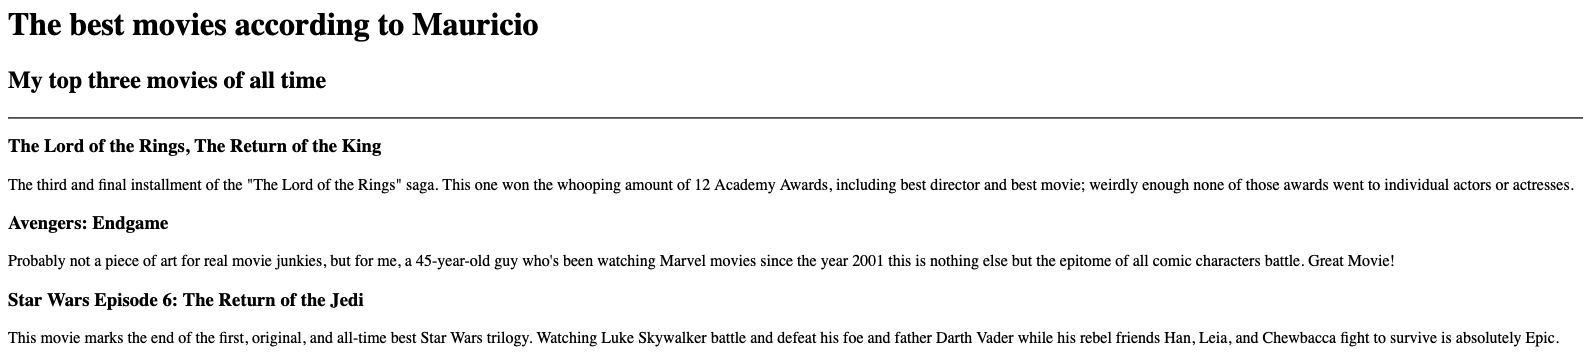 The best movies according to Mauricio
My top three movies of all time
The Lord of the Rings, The Return of the King
The third and final installment of the "The Lord of the Rings" saga. This one won the whooping amount of 12 Academy Awards, including best director and best movie; weirdly enough none of those awards went to individual actors or actresses.
Avengers: Endgame
Probably not a piece of art for real movie junkies, but for me, a 45-year-old guy who's been watching Marvel movies since the year 2001 this is nothing else but the epitome of all comic characters battle. Great Movie!
Star Wars Episode 6: The Return of the Jedi
This movie marks the end of the first, original, and all-time best Star Wars trilogy. Watching Luke Skywalker battle and defeat his foe and father Darth Vader while his rebel friends Han, Leia, and Chewbacca fight to survive is absolutely Epic.